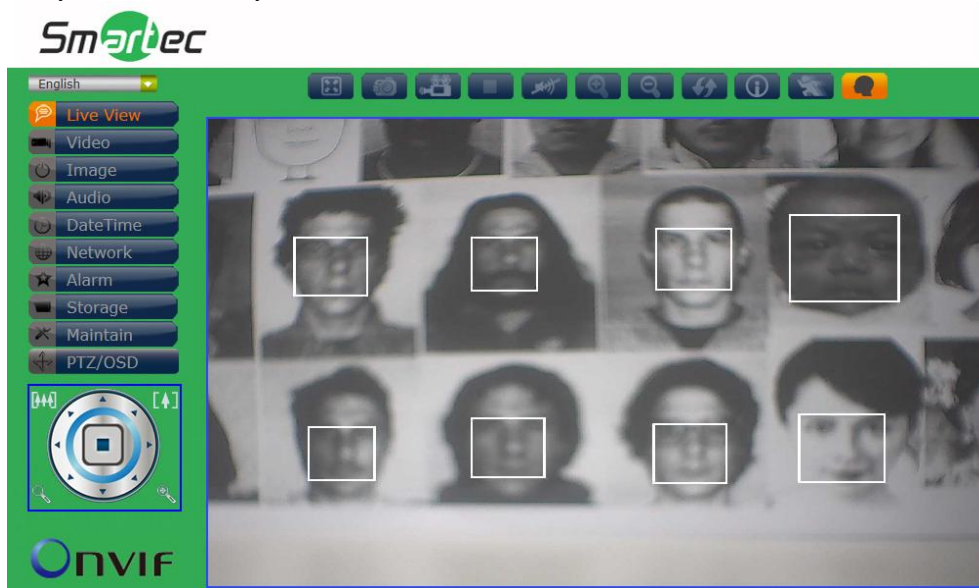 Smartec
English
Live View
Video
Image
Audio
DateTime
Network
Alarm
Storage
Maintain
PTZ/OSD
ONVIF